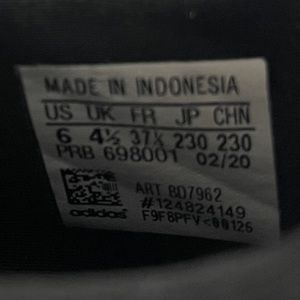 MADE IN INDONESIA
US UK FR JP CHN
6 4½ 37⅓ 230 230
PRB 698001 02/20
ART BD7962
#124824149
adidas F9F8PFV<00126